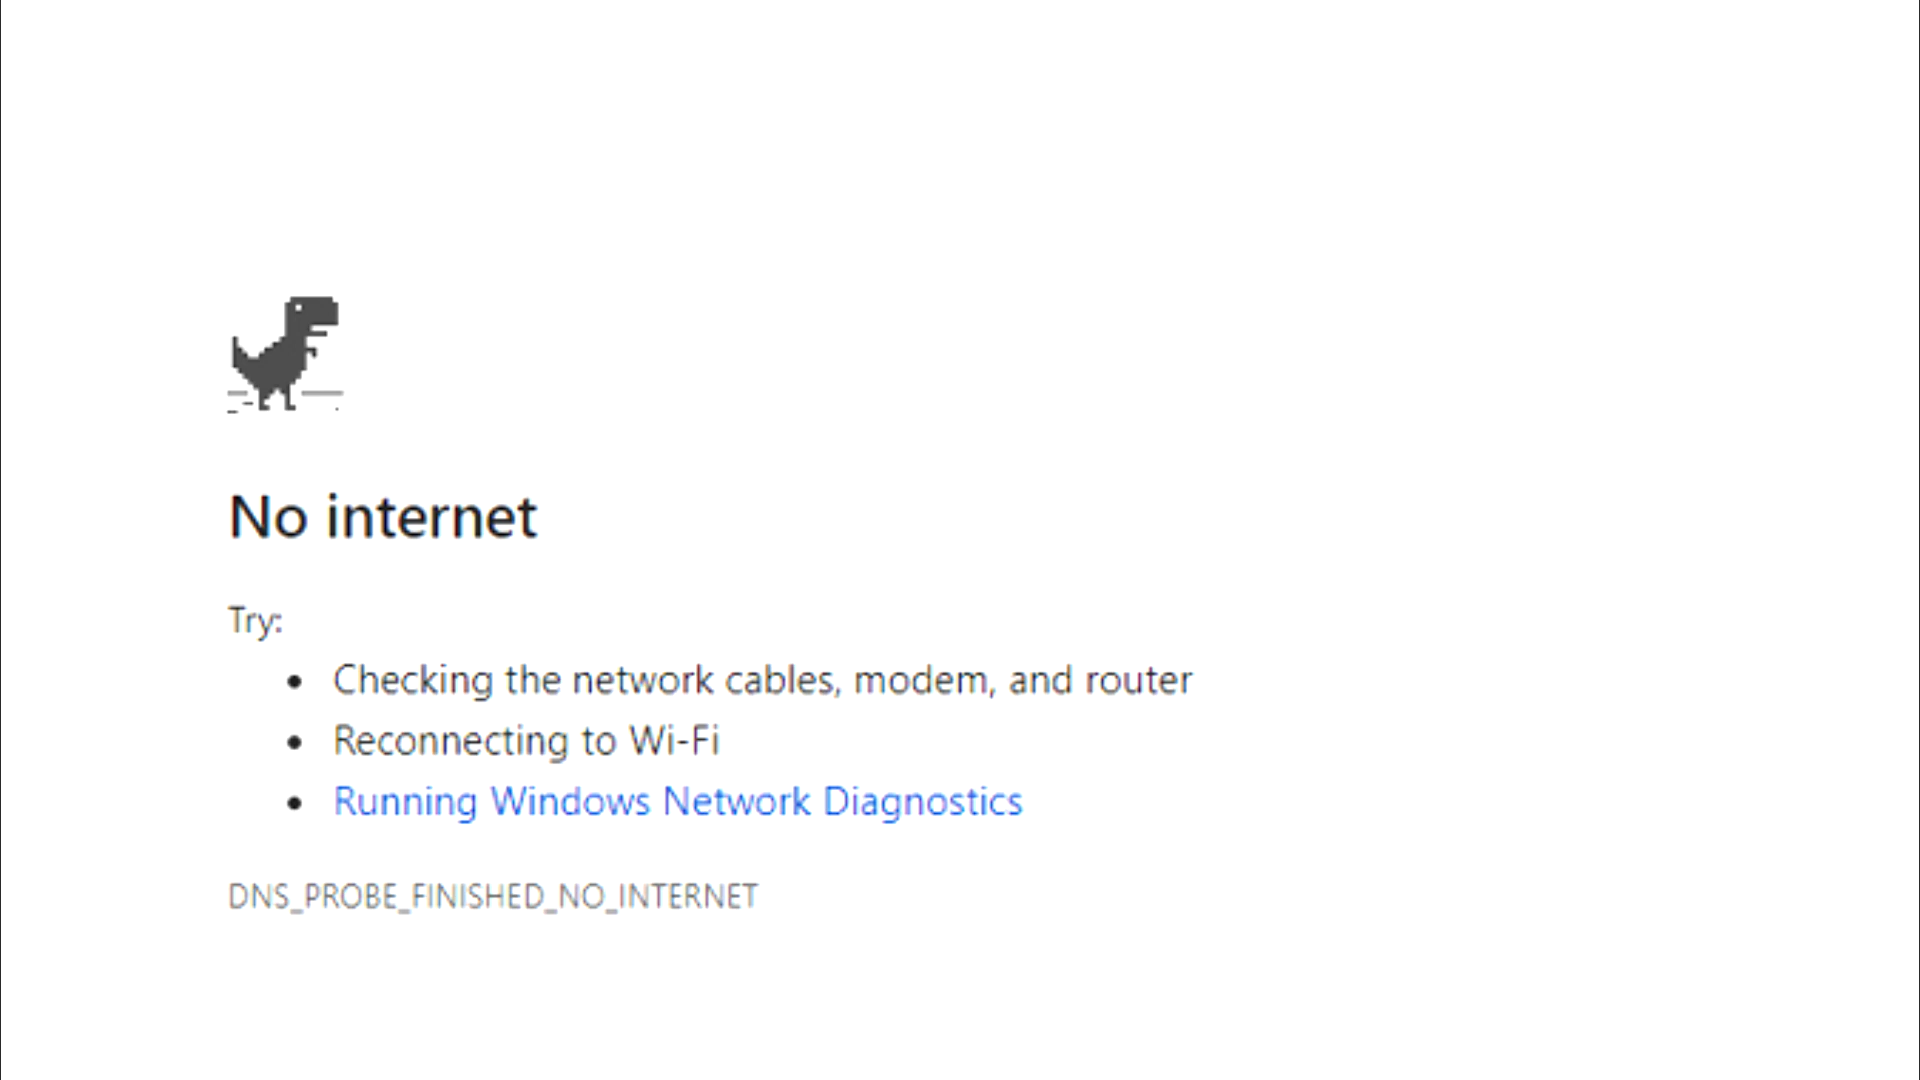 No internet
Try:
Checking the network cables, modem, and router
Reconnecting to Wi-Fi
Running Windows Network Diagnostics
DNS_PROBE_FINISHED_NO_INTERNET